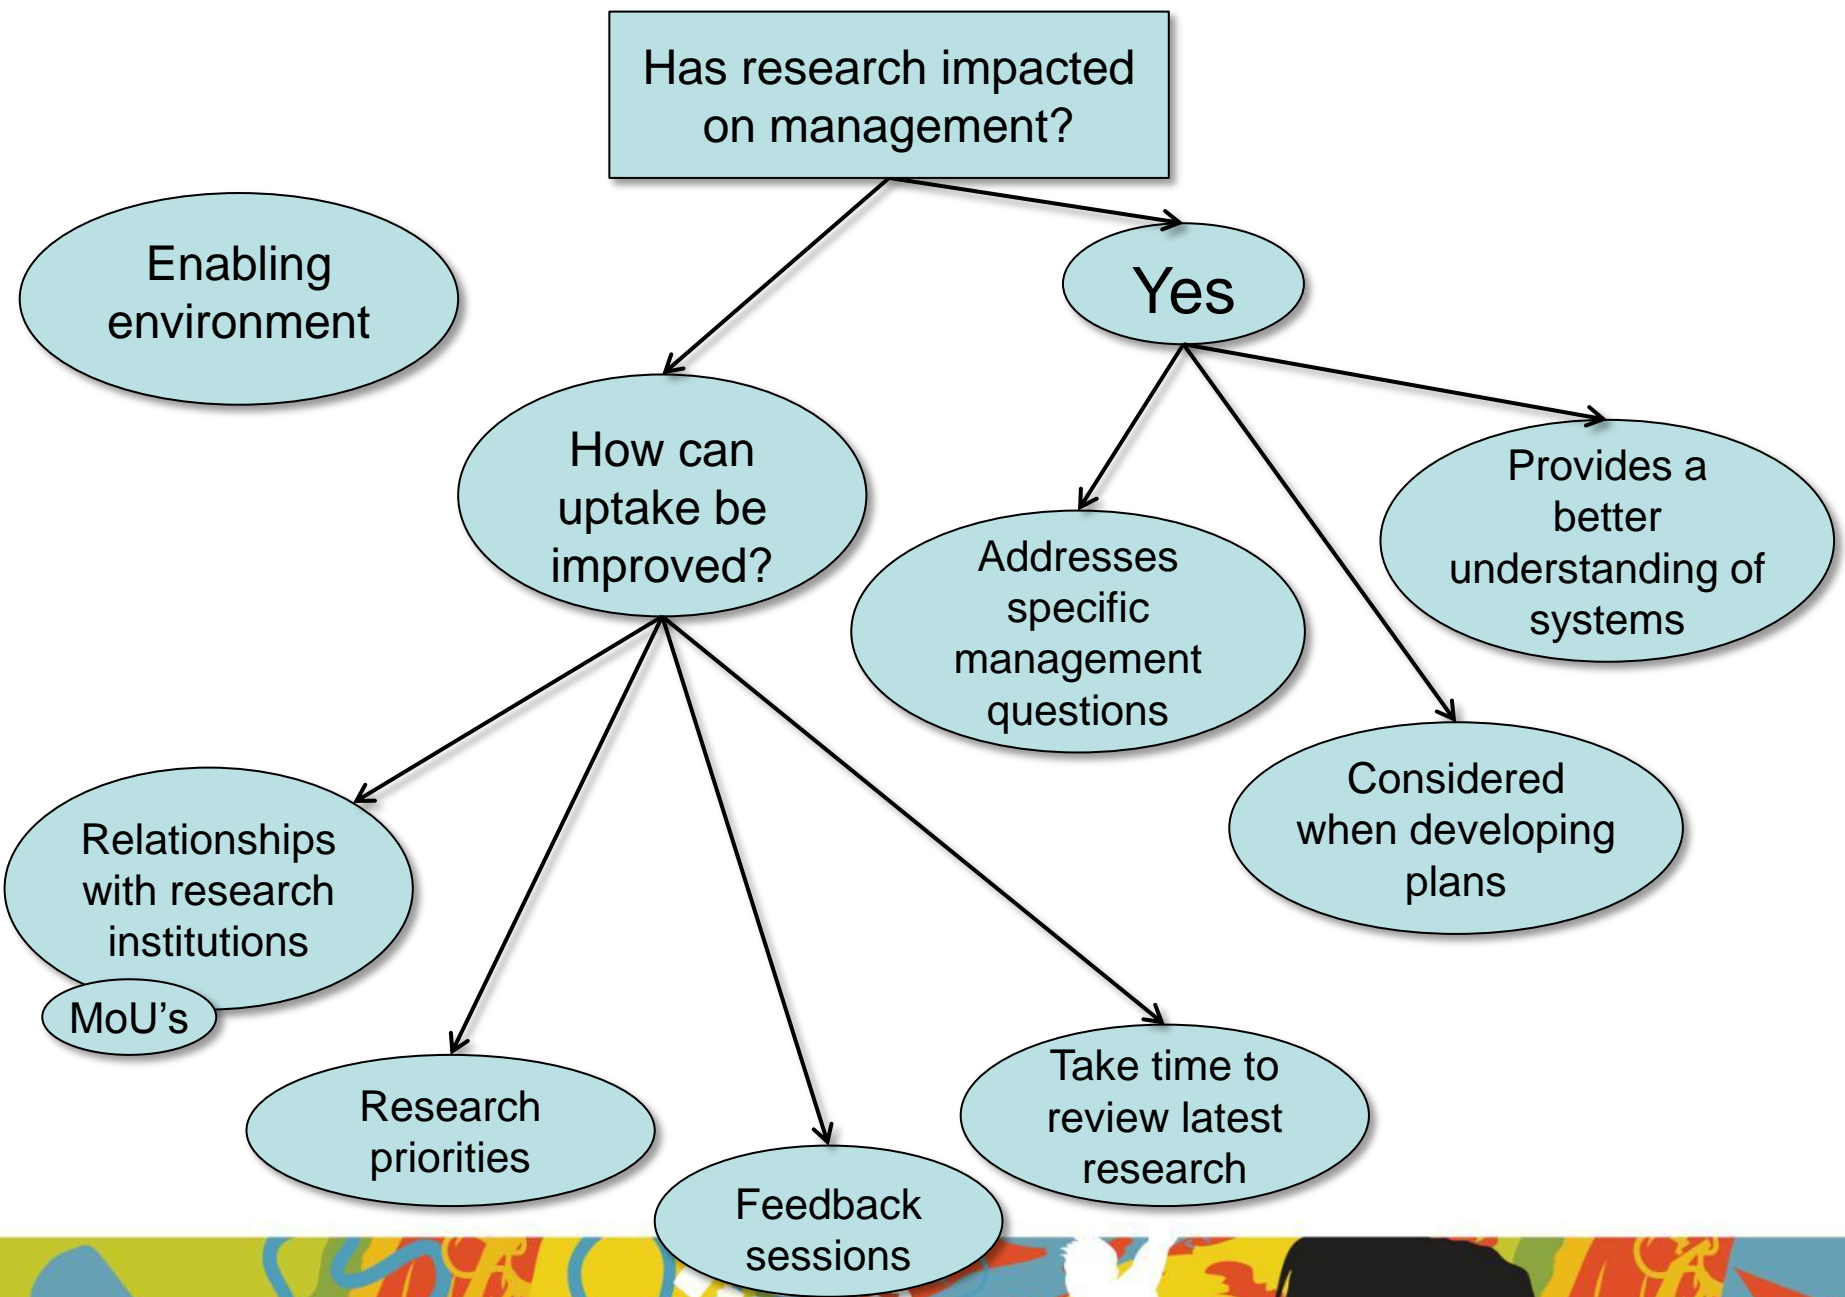 Has research impacted
on management?
Enabling
environment
Yes
How can
uptake be
improved?
Addresses
specific
management
questions
Provides a
better
understanding of
systems
Considered
when developing
plans
Relationships
with research
institutions
MoU's
Research
priorities
Feedback
sessions
Take time to
review latest
research